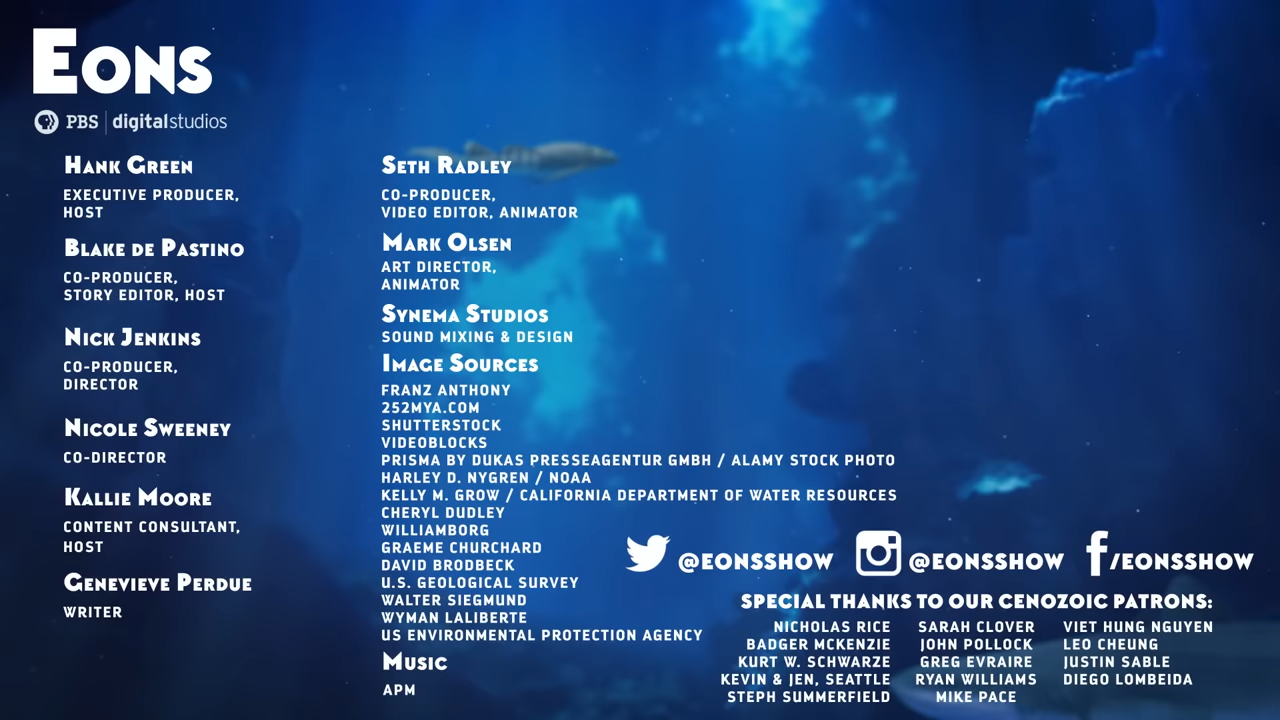 Eons
PBS | digitalstudios
Hank Green
EXECUTIVE PRODUCER,
HOST
Blake de Pastino
CO-PRODUCER,
STORY EDITOR, HOST
Nick Jenkins
CO-PRODUCER,
DIRECTOR
Nicole Sweeney
CO-DIRECTOR
Kallie Moore
CONTENT CONSULTANT,
HOST
Genevieve Perdue
WRITER
Seth Radley
CO-PRODUCER,
VIDEO EDITOR, ANIMATOR
Mark Olsen
ART DIRECTOR,
ANIMATOR
Synema Studios
SOUND MIXING & DESIGN
Image Sources
FRANZ ANTHONY
252MYA.COM
SHUTTERSTOCK
VIDEOBLOCKS
PRISMA BY DUKAS PRESSEAGENTUR GMBH / ALAMY STOCK PHOTO
HARLEY D. NYGREN / NOAA
KELLY M. GROW / CALIFORNIA DEPARTMENT OF WATER RESOURCES
CHERYL DUDLEY
WILLIAMBORG
GRAEME CHURCHARD
DAVID BRODBECK
U.S. GEOLOGICAL SURVEY
WALTER SIEGMUND
WYMAN LALIBERTE
US ENVIRONMENTAL PROTECTION AGENCY
Music
APM
@EONSSHOW @EONSSHOW f/EONSSHOW
SPECIAL THANKS TO OUR CENOZOIC PATRONS:
NICHOLAS RICE
BADGER MCKENZIE
KURT W. SCHWARZE
KEVIN & JEN, SEATTLE
STEPH SUMMERFIELD
SARAH CLOVER
JOHN POLLOCK
GREG EVRAIRE
RYAN WILLIAMS
MIKE PACE
VIET HUNG NGUYEN
LEO CHEUNG
JUSTIN SABLE
DIEGO LOMBEIDA